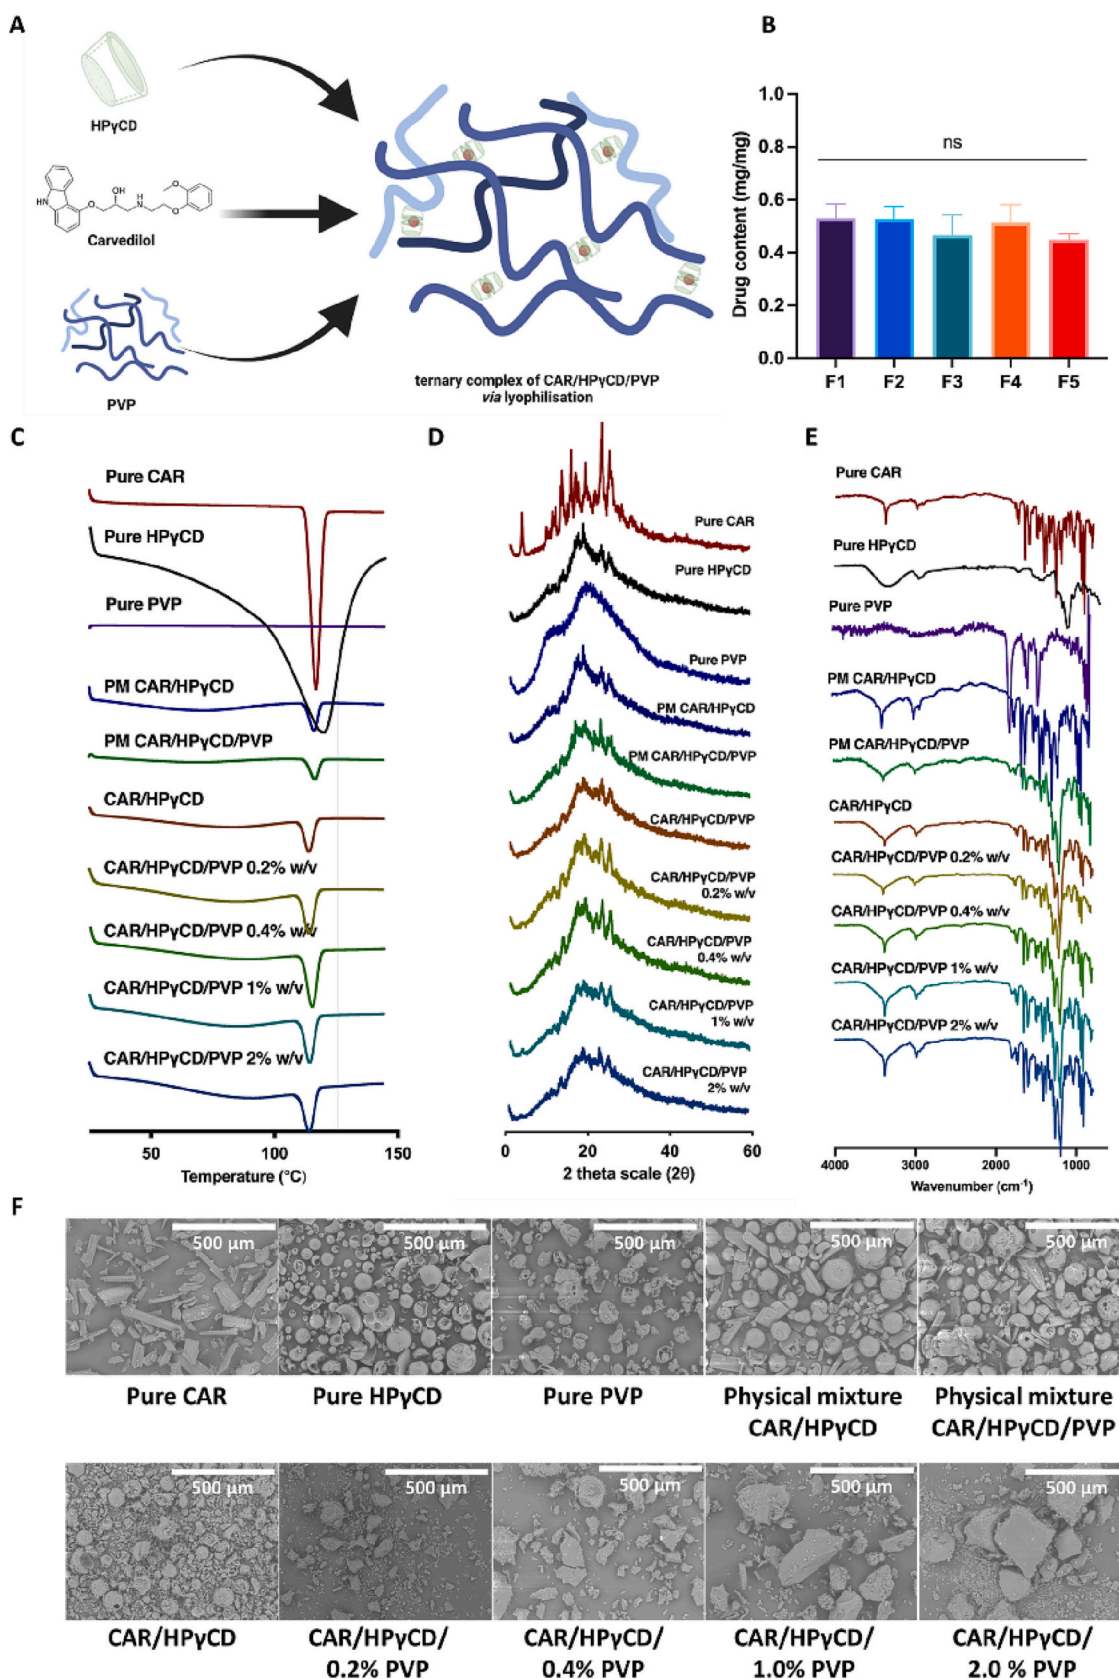 A
HPγCD
OH
O
N
H
O
O
HN
Carvedilol
PVP
ternary complex of CAR/HPγCD/PVP
via lyophilisation
B
Drug content (mg/mg)
1.0
0.8
0.6
0.4
0.2
0.0
ns
F1 F2 F3 F4 F5
C
Pure CAR
Pure HPγCD
Pure PVP
PM CAR/HPγCD
PM CAR/HPγCD/PVP
CAR/HPγCD
CAR/HPγCD/PVP 0.2% w/v
CAR/HPγCD/PVP 0.4% w/v
CAR/HPγCD/PVP 1% w/v
CAR/HPγCD/PVP 2% w/v
50 100 150
Temperature (°C)
D
Pure CAR
Pure HPγCD
Pure PVP
PM CAR/HPγCD
PM CAR/HPγCD/PVP
CAR/HPγCD/PVP
CAR/HPγCD/PVP
0.2% w/v
CAR/HPγCD/PVP
0.4% w/v
CAR/HPγCD/PVP
1% w/v
CAR/HPγCD/PVP
2% w/v
0 20 40 60
2 theta scale (2θ)
E
Pure CAR
Pure HPγCD
Pure PVP
PM CAR/HPγCD
PM CAR/HPγCD/PVP
CAR/HPγCD
CAR/HPγCD/PVP 0.2% w/v
CAR/HPγCD/PVP 0.4% w/v
CAR/HPγCD/PVP 1% w/v
CAR/HPγCD/PVP 2% w/v
4000 3000 2000 1000
Wavenumber (cm⁻¹)
F
500 µm 500 µm 500 µm 500 µm 500 µm
Pure CAR Pure HPγCD Pure PVP Physical mixture Physical mixture
CAR/HPγCD CAR/HPγCD/PVP
500 µm 500 µm 500 µm 500 µm 500 µm
CAR/HPγCD CAR/HPγCD/ CAR/HPγCD/ CAR/HPγCD/ CAR/HPγCD/
0.2% PVP 0.4% PVP 1.0% PVP 2.0 % PVP